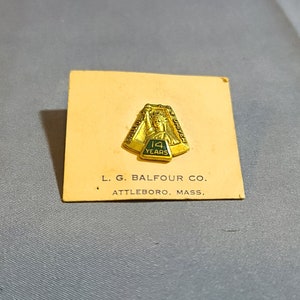 14
YEARS
L. G. BALFOUR CO.
ATTLEBORO, MASS.